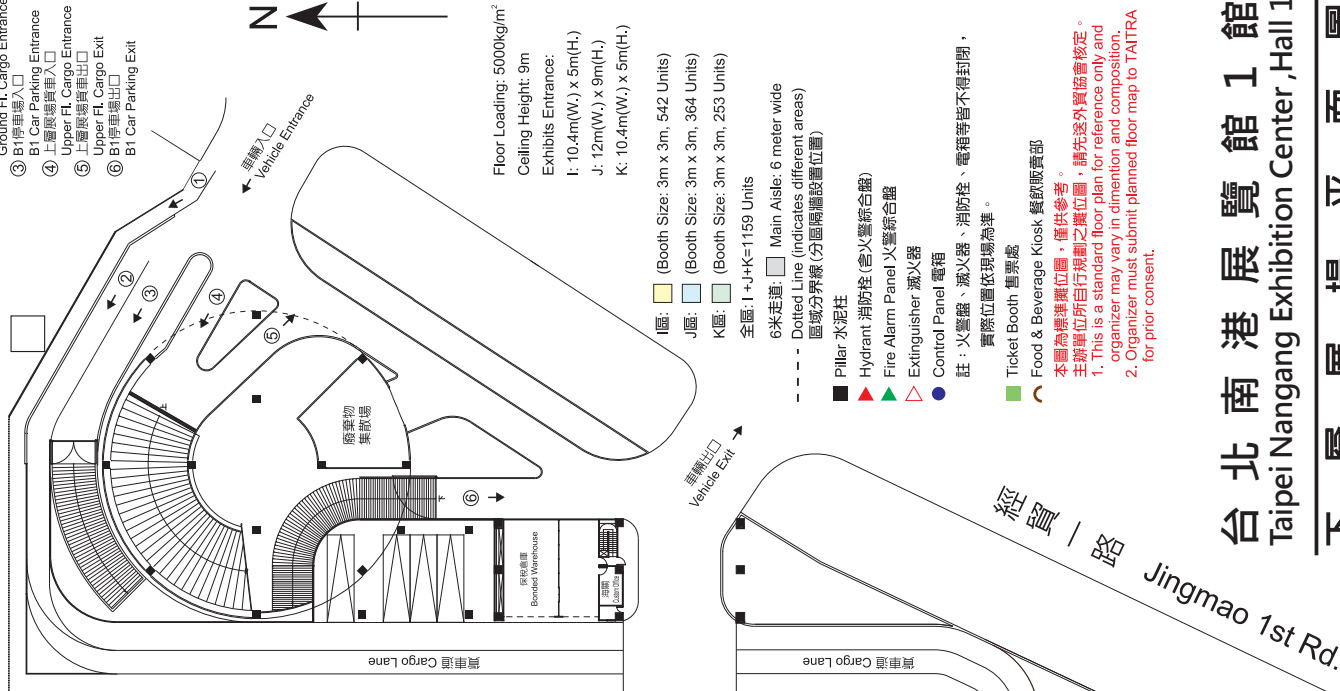 Ground Fl. Cargo Entrance
③ B1停車場入口
B1 Car Parking Entrance
④ 上層展場貨車入口
Upper Fl. Cargo Entrance
⑤ 上層展場貨車出口
Upper Fl. Cargo Exit
⑥ B1停車場出口
B1 Car Parking Exit
N
車輛入口
Vehicle Entrance
①
②
③
④
⑤
上
廢棄物
集散場
下
⑥
車輛出口
Vehicle Exit
保稅倉庫
Bonded Warehouse
海關
Custom Office
貨車道 Cargo Lane
貨車道 Cargo Lane
Floor Loading: 5000kg/m²
Ceiling Height: 9m
Exhibits Entrance:
I: 10.4m(W.) x 5m(H.)
J: 12m(W.) x 9m(H.)
K: 10.4m(W.) x 5m(H.)
I區: (Booth Size: 3m x 3m, 542 Units)
J區: (Booth Size: 3m x 3m, 364 Units)
K區: (Booth Size: 3m x 3m, 253 Units)
全區: I +J+K=1159 Units
6米走道: Main Aisle: 6 meter wide
Dotted Line (indicates different areas)
區域分界線(分區隔牆設置位置)
Pillar 水泥柱
Hydrant 消防栓(含火警綜合盤)
Fire Alarm Panel 火警綜合盤
Extinguisher 滅火器
Control Panel 電箱
註：火警盤、滅火器、消防栓、電箱等皆不得封閉，
實際位置依現場為準。
Ticket Booth 售票處
Food & Beverage Kiosk 餐飲販賣部
本圖為標準攤位圖，僅供參考。
主辦單位所自行規劃之攤位圖，請先送外貿協會核定。
1. This is a standard floor plan for reference only and
organizer may vary in dimention and composition.
2. Organizer must submit planned floor map to TAITRA
for prior consent.
經貿一路 Jingmao 1st Rd.
台北南港展覽館1館
Taipei Nangang Exhibition Center ,Hall 1